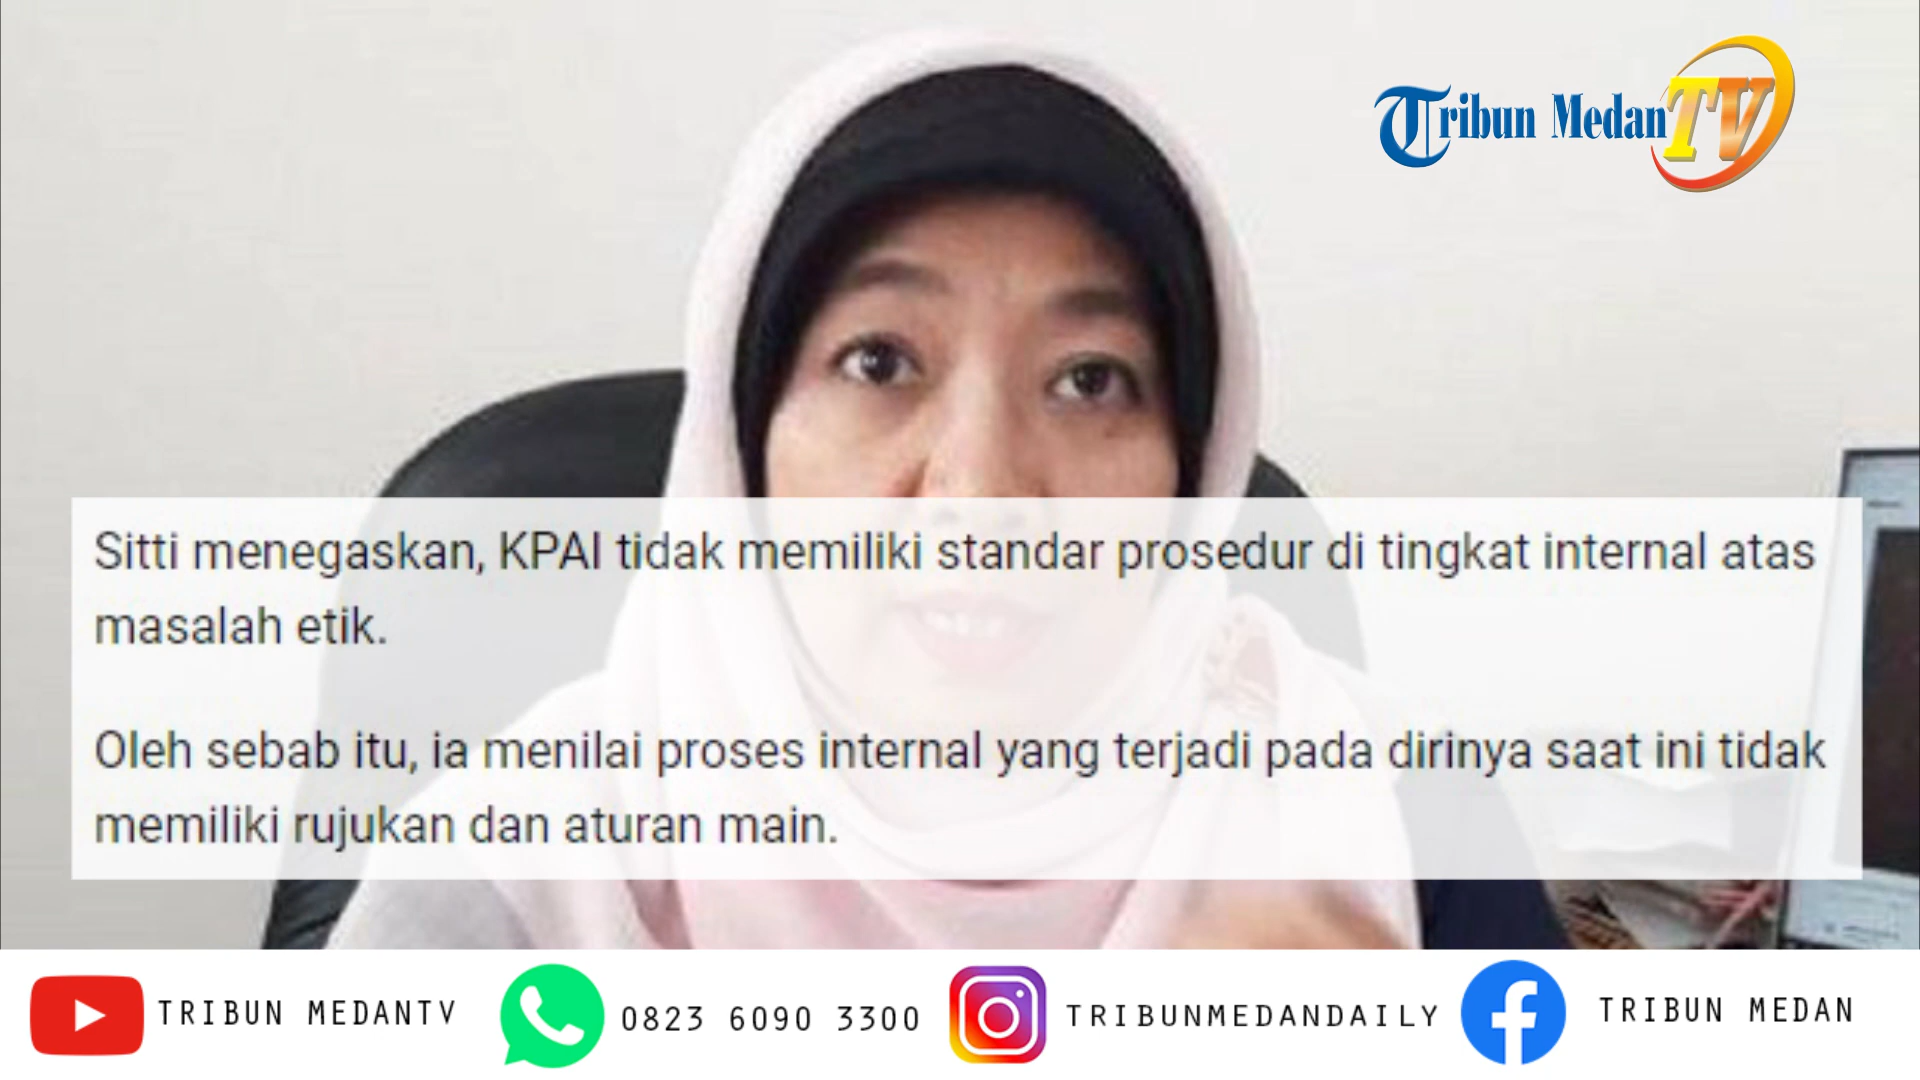 Tribun Medan TV
Sitti menegaskan, KPAI tidak memiliki standar prosedur di tingkat internal atas
masalah etik.
Oleh sebab itu, ia menilai proses internal yang terjadi pada dirinya saat ini tidak
memiliki rujukan dan aturan main.
TRIBUN MEDANTV
0823 6090 3300
TRIBUNMEDANDAILY
TRIBUN MEDAN